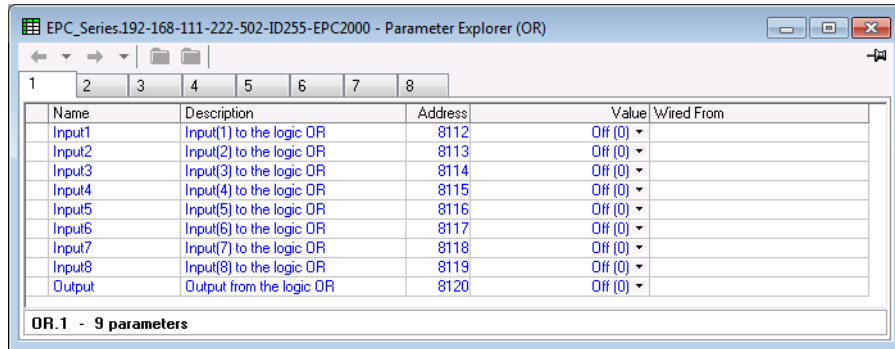 EPC_Series.192-168-111-222-502-ID255-EPC2000 - Parameter Explorer (OR)
1 2 3 4 5 6 7 8
Name Description Address Value Wired From
Input1 Input(1) to the logic OR 8112 Off (0)
Input2 Input(2) to the logic OR 8113 Off (0)
Input3 Input(3) to the logic OR 8114 Off (0)
Input4 Input(4) to the logic OR 8115 Off (0)
Input5 Input(5) to the logic OR 8116 Off (0)
Input6 Input(6) to the logic OR 8117 Off (0)
Input7 Input(7) to the logic OR 8118 Off (0)
Input8 Input(8) to the logic OR 8119 Off (0)
Output Output from the logic OR 8120 Off (0)
OR.1 - 9 parameters